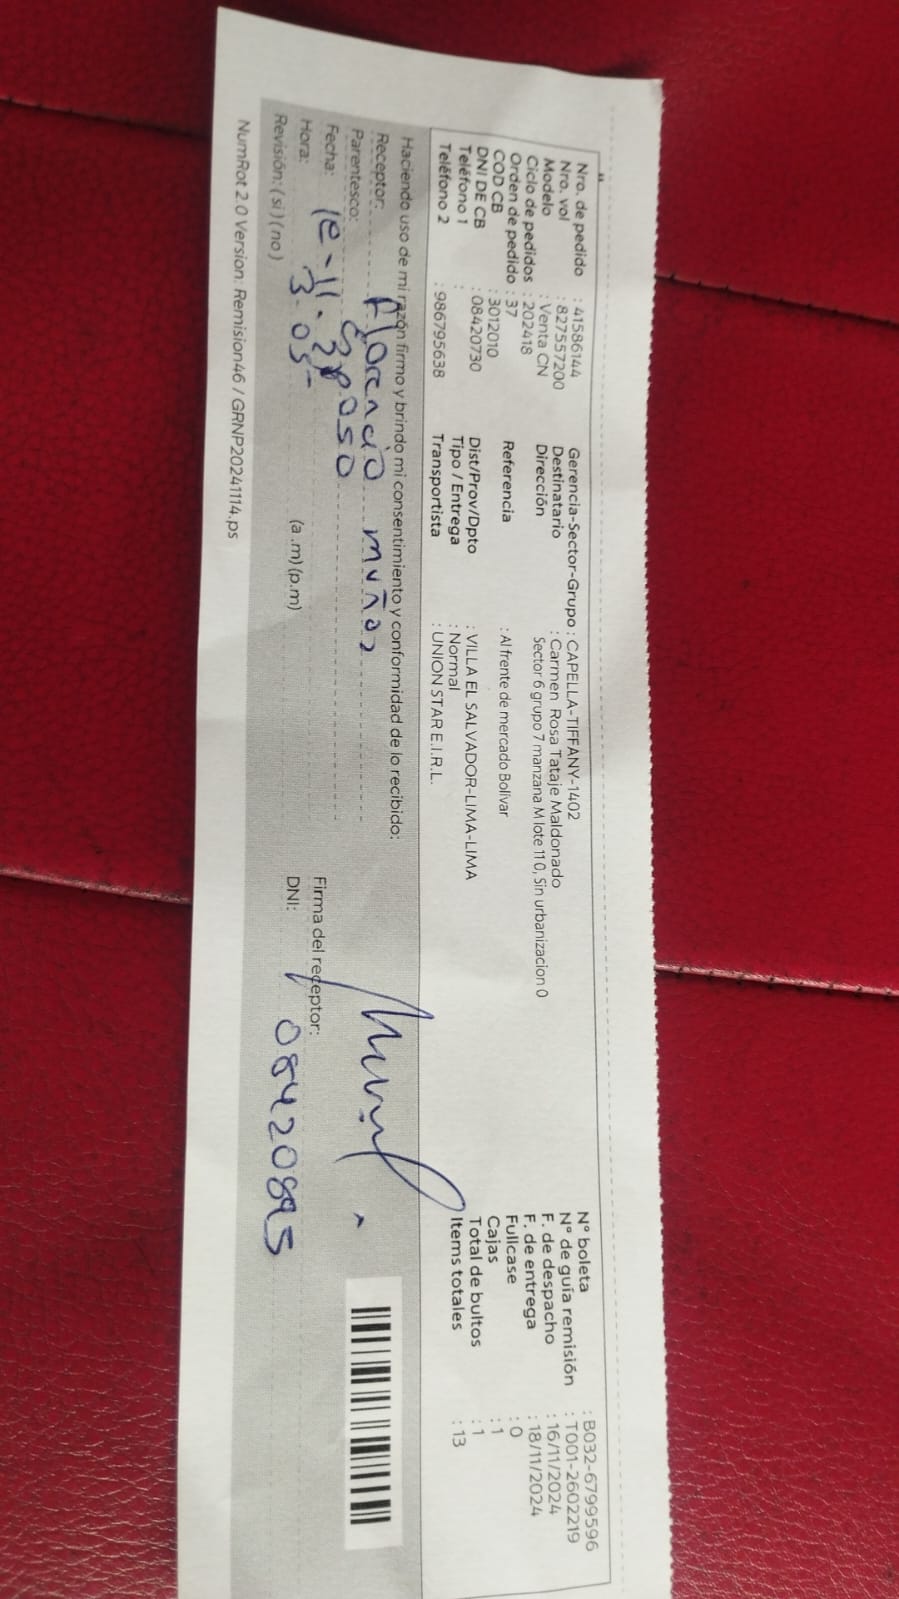 Nro. de pedido : 41586144
Nro. vol : 827557200
Modelo : Venta CN
Ciclo de pedidos : 202418
Orden de pedido : 37
COD CB : 3012010
DNI DE CB : 08420730
Teléfono 1 :
Teléfono 2 : 986795638
Gerencia-Sector-Grupo : CAPELLA-TIFFANY-1402
Destinatario : Carmen Rosa Tataje Maldonado
Dirección Sector 6 grupo 7 manzana M lote 11 0, Sin urbanizacion 0
Referencia : Al frente de mercado Bolívar
Dist/Prov/Dpto : VILLA EL SALVADOR-LIMA-LIMA
Tipo / Entrega : Normal
Transportista : UNION STAR E.I.R.L.
N° boleta : B032-6799596
N° de guía remisión : T001-2602219
F. de despacho : 16/11/2024
F. de entrega : 18/11/2024
Fullcase : 0
Cajas : 1
Total de bultos : 1
Items totales : 13
Haciendo uso de mi razón firmo y brindo mi consentimiento y conformidad de lo recibido:
Receptor: Florencio muñoz
Parentesco: Esposo
Fecha:
Hora: 3-05- (a.m) (p.m)
Revisión: ( si ) ( no )
Firma del receptor:
DNI: 08420895
NumRot 2.0 Version: Remision46 / GRNP20241114.ps